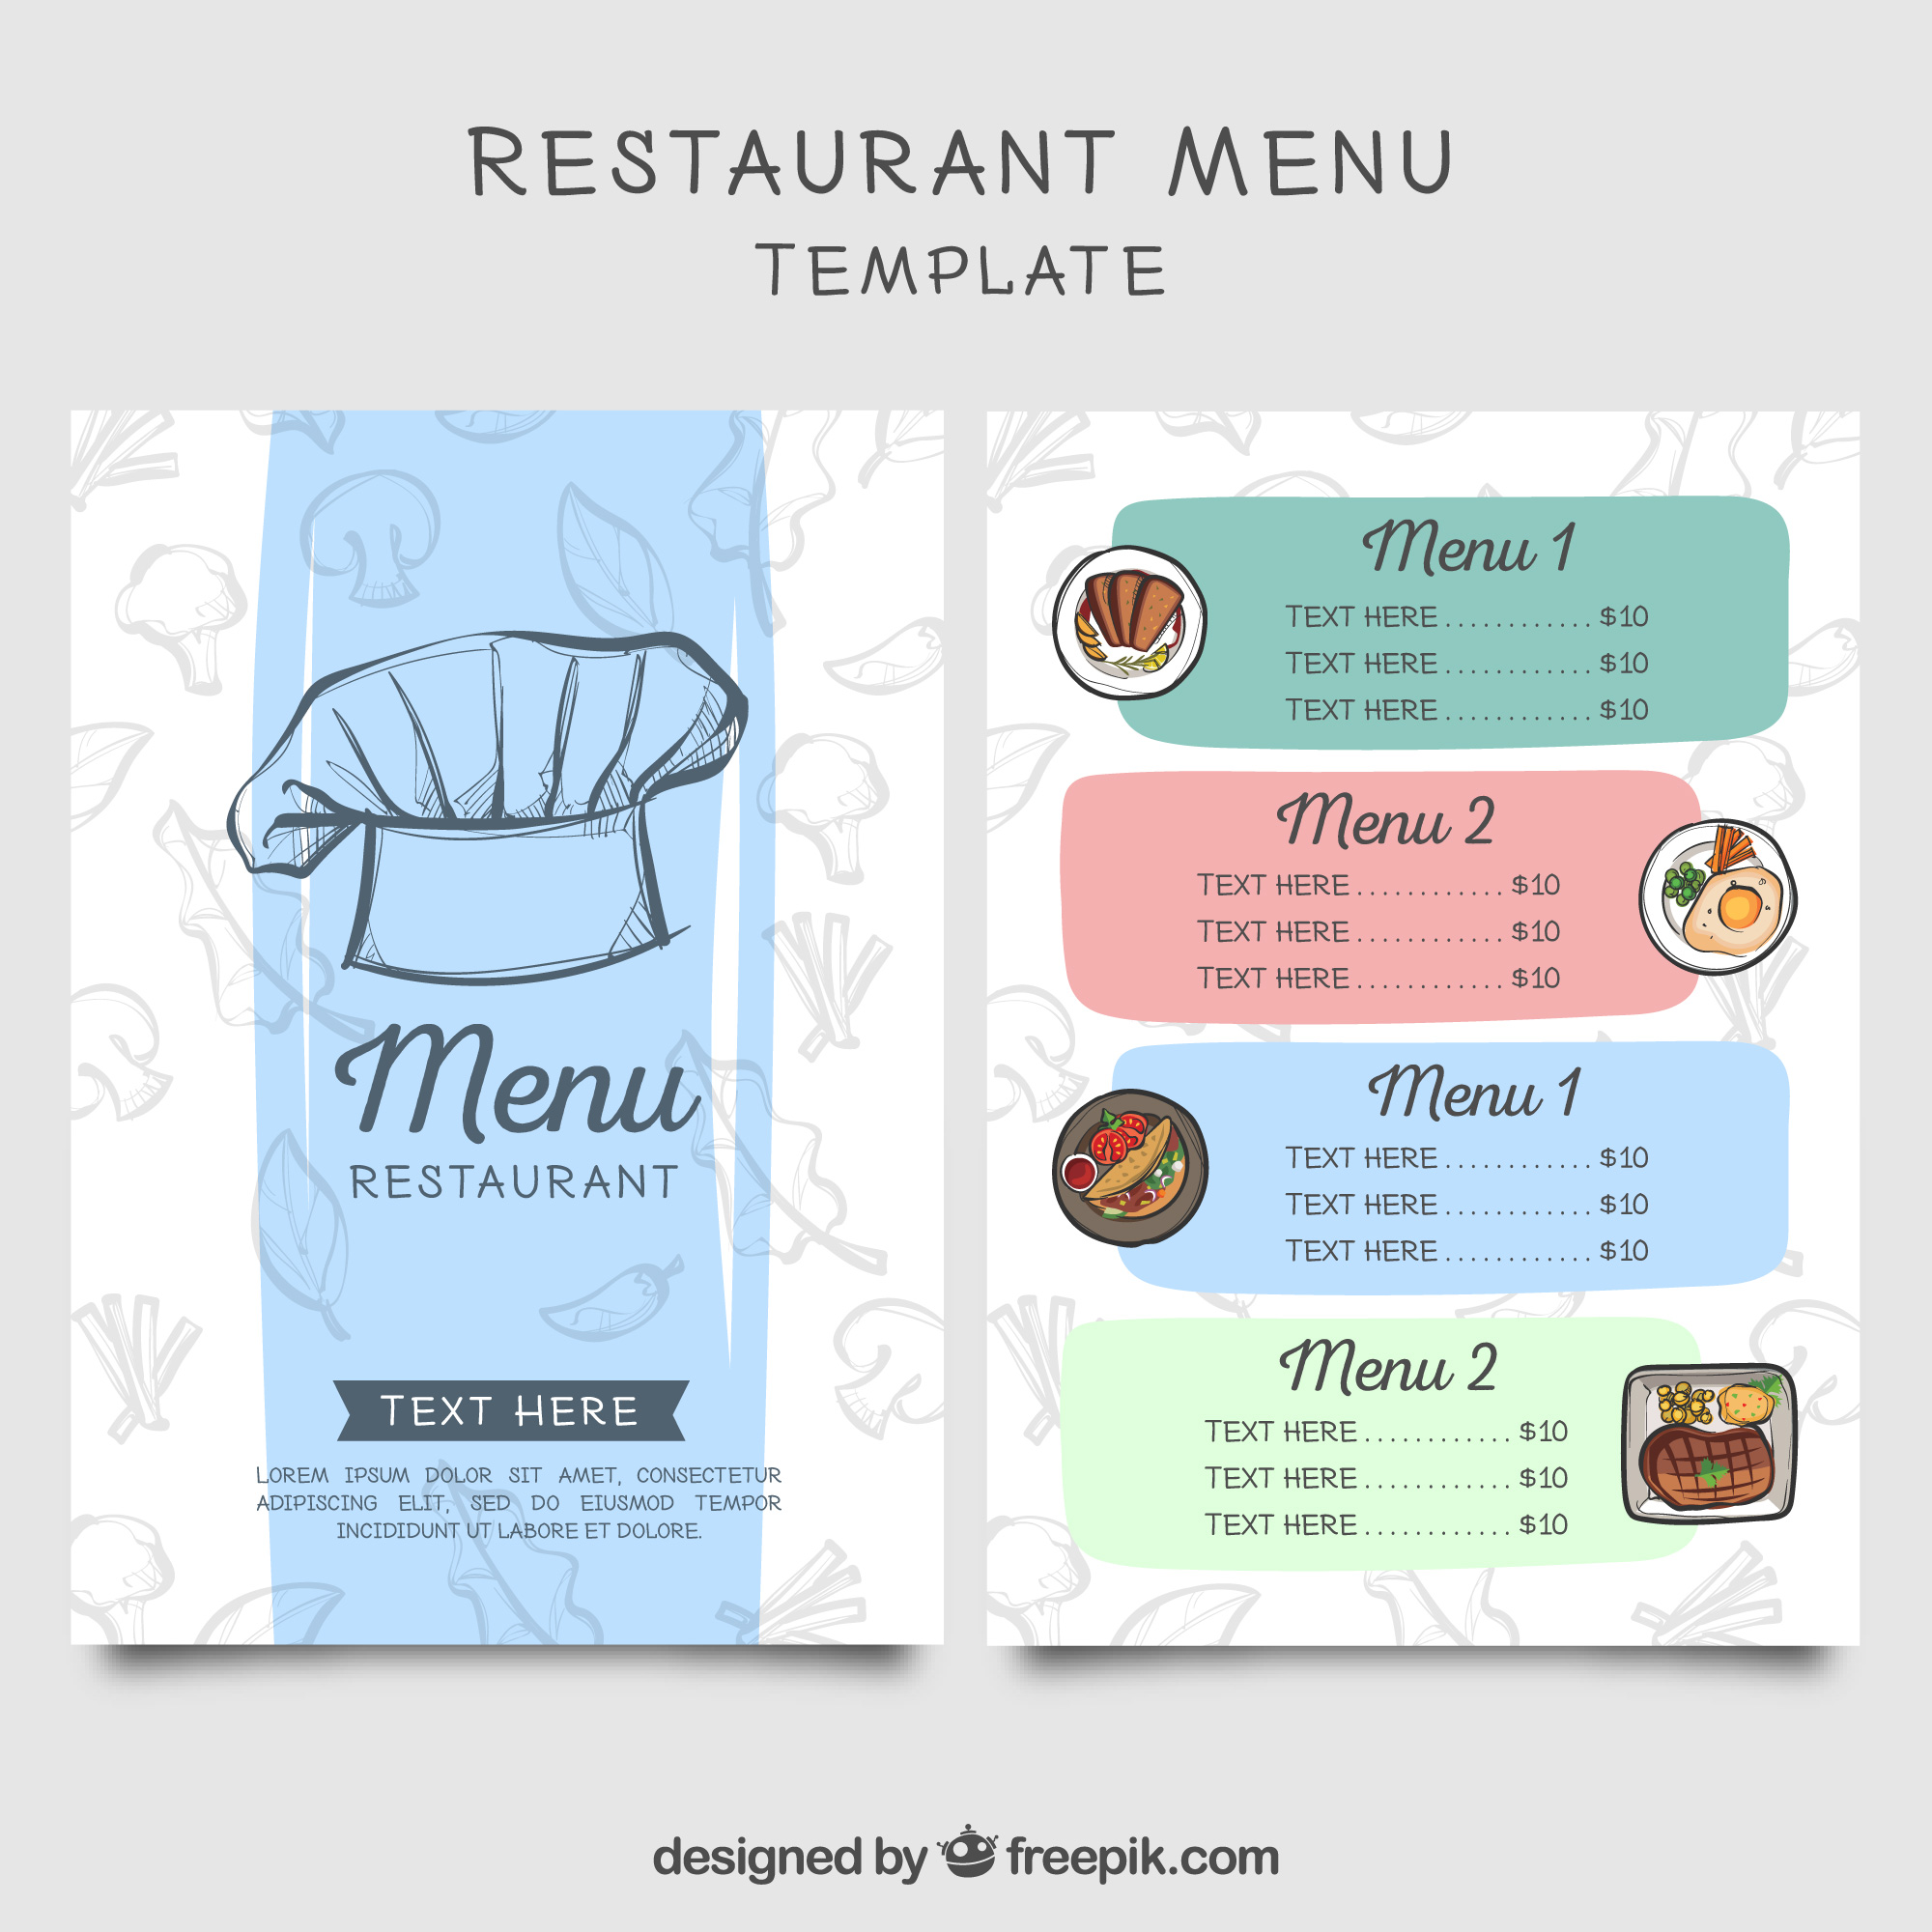 RESTAURANT MENU
TEMPLATE
Menu
RESTAURANT
TEXT HERE
LOREM IPSUM DOLOR SIT AMET, CONSECTETUR
ADIPISCING ELIT, SED DO EIUSMOD TEMPOR
INCIDIDUNT UT LABORE ET DOLORE.
Menu 1
TEXT HERE............$10
TEXT HERE............$10
TEXT HERE............$10
Menu 2
TEXT HERE............$10
TEXT HERE............$10
TEXT HERE............$10
Menu 1
TEXT HERE............$10
TEXT HERE............$10
TEXT HERE............$10
Menu 2
TEXT HERE............$10
TEXT HERE............$10
TEXT HERE............$10
designed by freepik.com